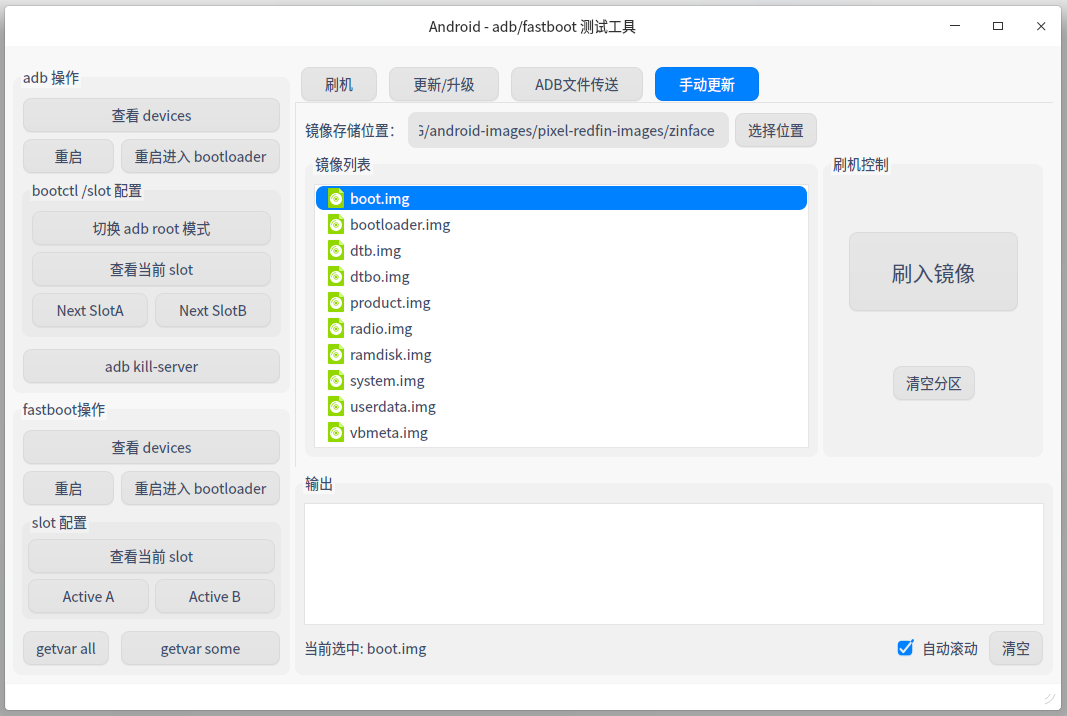 Android - adb/fastboot 测试工具
adb 操作
查看 devices
重启
重启进入 bootloader
bootctl /slot 配置
切换 adb root 模式
查看当前 slot
Next SlotA
Next SlotB
adb kill-server
fastboot操作
查看 devices
重启
重启进入 bootloader
slot 配置
查看当前 slot
Active A
Active B
getvar all
getvar some
刷机
更新/升级
ADB文件传送
手动更新
镜像存储位置：
/android-images/pixel-redfin-images/zinface
选择位置
镜像列表
boot.img
bootloader.img
dtb.img
dtbo.img
product.img
radio.img
ramdisk.img
system.img
userdata.img
vbmeta.img
刷机控制
刷入镜像
清空分区
输出
当前选中: boot.img
自动滚动
清空